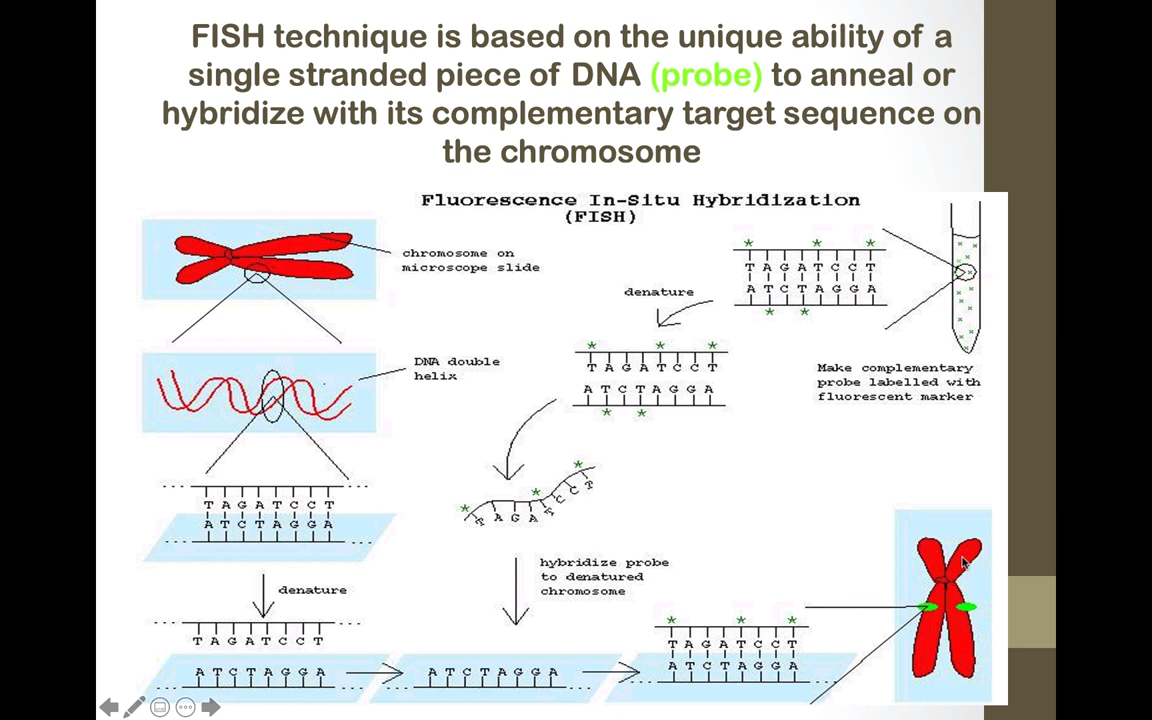 FISH technique is based on the unique ability of a
single stranded piece of DNA (probe) to anneal or
hybridize with its complementary target sequence on
the chromosome
Fluorescence In-Situ Hybridization
(FISH)
chromosome on
microscope slide
DNA double
helix
TAGATCCT
ATCTAGGA
denature
TAGATCCT
ATCTAGGA
TAGATCCT
ATCTAGGA
denature
TAGATCCT
ATCTAGGA
Make complementary
probe labelled with
fluorescent marker
TAGATCCT
hybridize probe
to denatured
chromosome
ATCTAGGA
TAGATCCT
ATCTAGGA